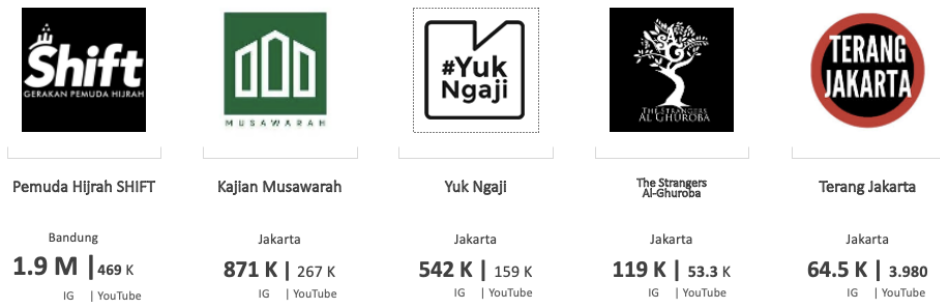 Shift
GERAKAN PEMUDA HIJRAH
MUSAWARAH
#Yuk
Ngaji
THE STRANGERS
AL GHUROBA
TERANG
JAKARTA
Pemuda Hijrah SHIFT
Kajian Musawarah
Yuk Ngaji
The Strangers
Al-Ghuroba
Terang Jakarta
Bandung
Jakarta
Jakarta
Jakarta
Jakarta
1.9 M | 469 K
871 K | 267 K
542 K | 159 K
119 K | 53.3 K
64.5 K | 3.980
IG | YouTube
IG | YouTube
IG | YouTube
IG | YouTube
IG | YouTube